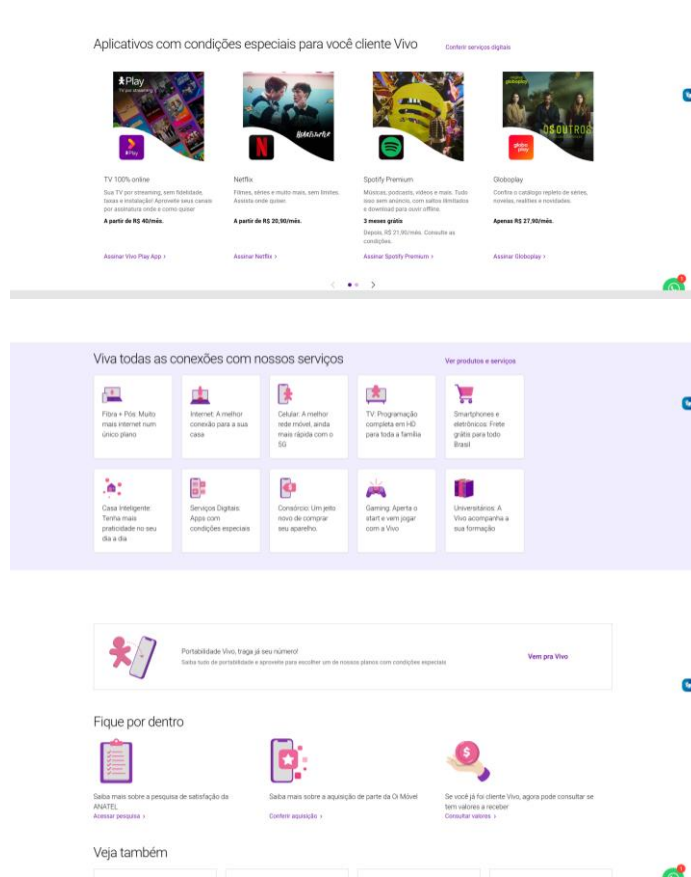 Aplicativos com condições especiais para você cliente Vivo
Conferir serviços digitais
Play
TV por streaming
Play
HEARTSTOPPER
globoplay
OS OUTROS
globo
play
TV 100% online
Sua TV por streaming, sem fidelidade,
taxas e instalação! Aproveite seus canais
por assinatura onde e como quiser
A partir de R$ 40/mês.
Assinar Vivo Play App >
Netflix
Filmes, séries e muito mais, sem limites.
Assista onde quiser.
A partir de R$ 20,90/mês.
Assinar Netflix >
Spotify Premium
Músicas, podcasts, vídeos e mais. Tudo
isso sem anúncio, com saltos ilimitados
e download para ouvir offline.
3 meses grátis
Depois, R$ 21,90/mês. Consulte as
condições.
Assinar Spotify Premium >
Globoplay
Confira o catálogo repleto de séries,
novelas, realities e novidades.
Apenas R$ 27,90/mês.
Assinar Globoplay >
1
Viva todas as conexões com nossos serviços
Ver produtos e serviços
Fibra + Pós: Muito
mais internet num
único plano
Internet: A melhor
conexão para a sua
casa
Celular: A melhor
rede móvel, ainda
mais rápida com o
5G
TV: Programação
completa em HD
para toda a família
Smartphones e
eletrônicos: Frete
grátis para todo
Brasil
Casa Inteligente:
Tenha mais
praticidade no seu
dia a dia
Serviços Digitais:
Apps com
condições especiais
Consórcio: Um jeito
novo de comprar
seu aparelho.
Gaming: Aperta o
start e vem jogar
com a Vivo
Universitários: A
Vivo acompanha a
sua formação
Portabilidade Vivo, traga já seu número!
Saiba tudo de portabilidade e aproveite para escolher um de nossos planos com condições especiais
Vem pra Vivo
Fique por dentro
Saiba mais sobre a pesquisa de satisfação da
ANATEL
Acessar pesquisa >
Saiba mais sobre a aquisição de parte da Oi Móvel
Conferir aquisição >
Se você já foi cliente Vivo, agora pode consultar se
tem valores a receber
Consultar valores >
Veja também
1